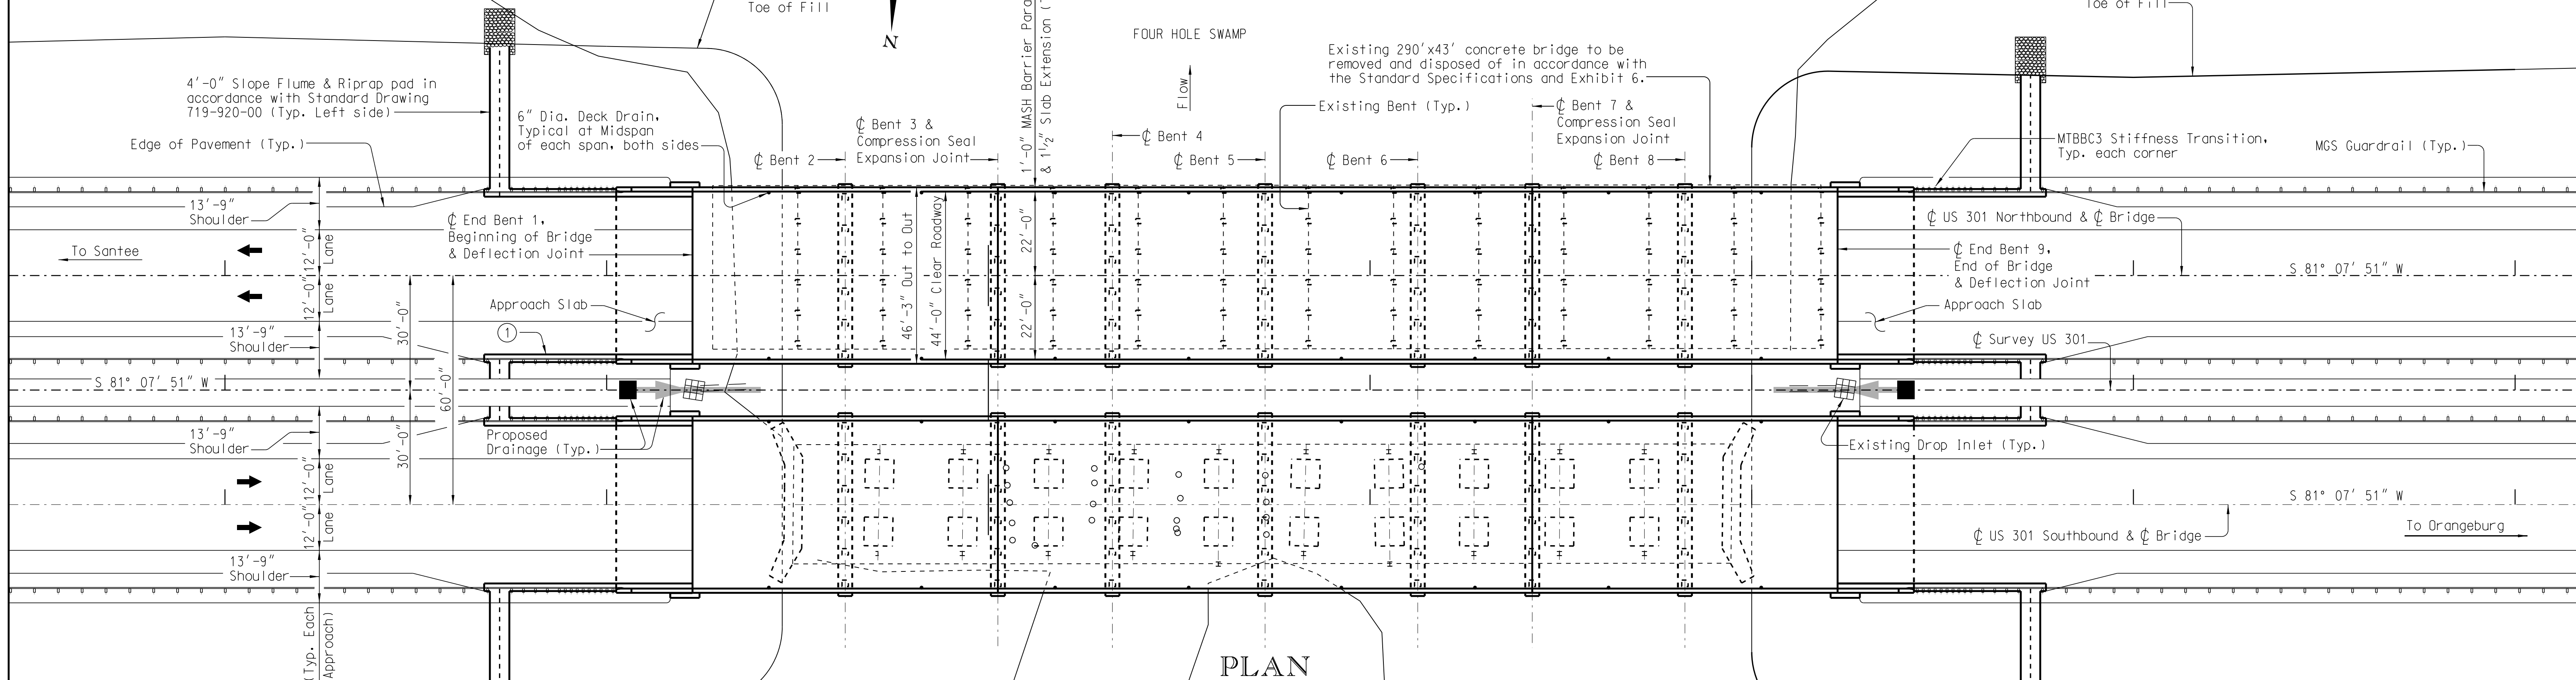 Toe of Fill
N
FOUR HOLE SWAMP
Flow
1'-0" MASH Barrier Para
& 1½" Slab Extension (
Existing 290'x43' concrete bridge to be
removed and disposed of in accordance with
the Standard Specifications and Exhibit 6.
Toe of Fill
4'-0" Slope Flume & Riprap pad in
accordance with Standard Drawing
719-920-00 (Typ. Left side)
Edge of Pavement (Typ.)
6" Dia. Deck Drain,
Typical at Midspan
of each span, both sides
℄ Bent 2
℄ Bent 3 &
Compression Seal
Expansion Joint
℄ Bent 4
℄ Bent 5
Existing Bent (Typ.)
℄ Bent 6
℄ Bent 7 &
Compression Seal
Expansion Joint
℄ Bent 8
MTBBC3 Stiffness Transition,
Typ. each corner
MGS Guardrail (Typ.)
13'-9"
Shoulder
℄ End Bent 1,
Beginning of Bridge
& Deflection Joint
To Santee
12'-0"
Lane
12'-0"
Lane
46'-3" Out to Out
44'-0" Clear Roadway
22'-0"
22'-0"
℄ US 301 Northbound & ℄ Bridge
℄ End Bent 9,
End of Bridge
& Deflection Joint
S 81° 07' 51" W
Approach Slab
Approach Slab
1
13'-9"
Shoulder
30'-0"
60'-0"
30'-0"
℄ Survey US 301
S 81° 07' 51" W
13'-9"
Shoulder
Proposed
Drainage (Typ.)
Existing Drop Inlet (Typ.)
12'-0"
Lane
12'-0"
Lane
S 81° 07' 51" W
℄ US 301 Southbound & ℄ Bridge
To Orangeburg
13'-9"
Shoulder
(Typ. Each
Approach)
PLAN